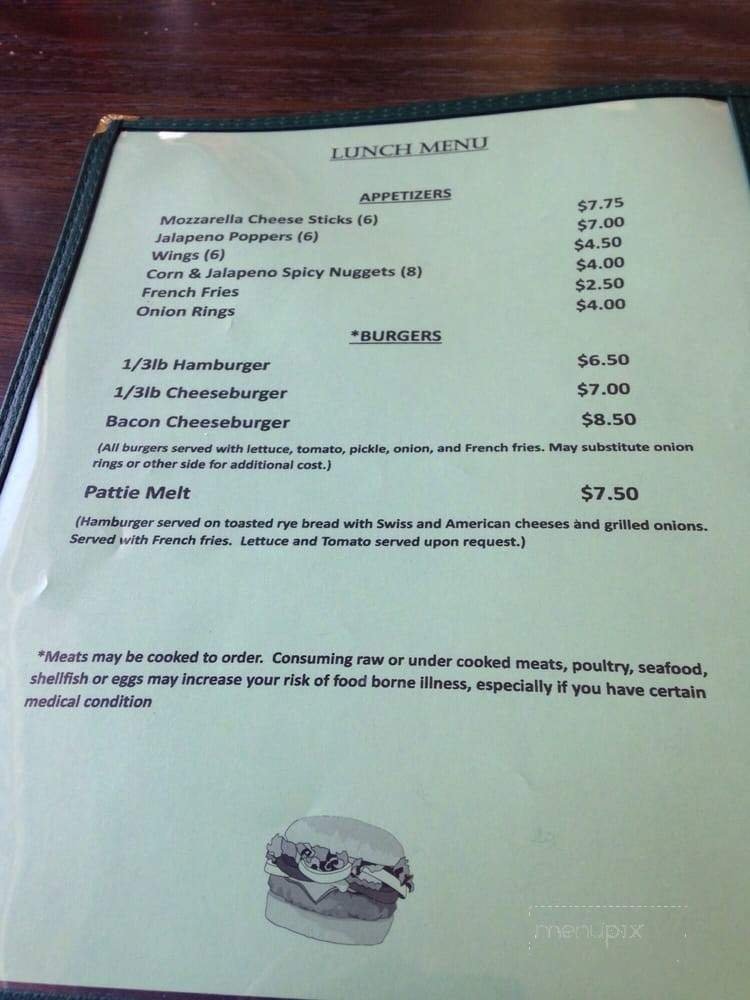 LUNCH MENU
APPETIZERS
Mozzarella Cheese Sticks (6) $7.75
Jalapeno Poppers (6) $7.00
Wings (6) $4.50
Corn & Jalapeno Spicy Nuggets (8) $4.00
French Fries $2.50
Onion Rings $4.00
*BURGERS
1/3lb Hamburger $6.50
1/3lb Cheeseburger $7.00
Bacon Cheeseburger $8.50
(All burgers served with lettuce, tomato, pickle, onion, and French fries. May substitute onion
rings or other side for additional cost.)
Pattie Melt $7.50
(Hamburger served on toasted rye bread with Swiss and American cheeses and grilled onions.
Served with French fries. Lettuce and Tomato served upon request.)
*Meats may be cooked to order. Consuming raw or under cooked meats, poultry, seafood,
shellfish or eggs may increase your risk of food borne illness, especially if you have certain
medical condition
menupix